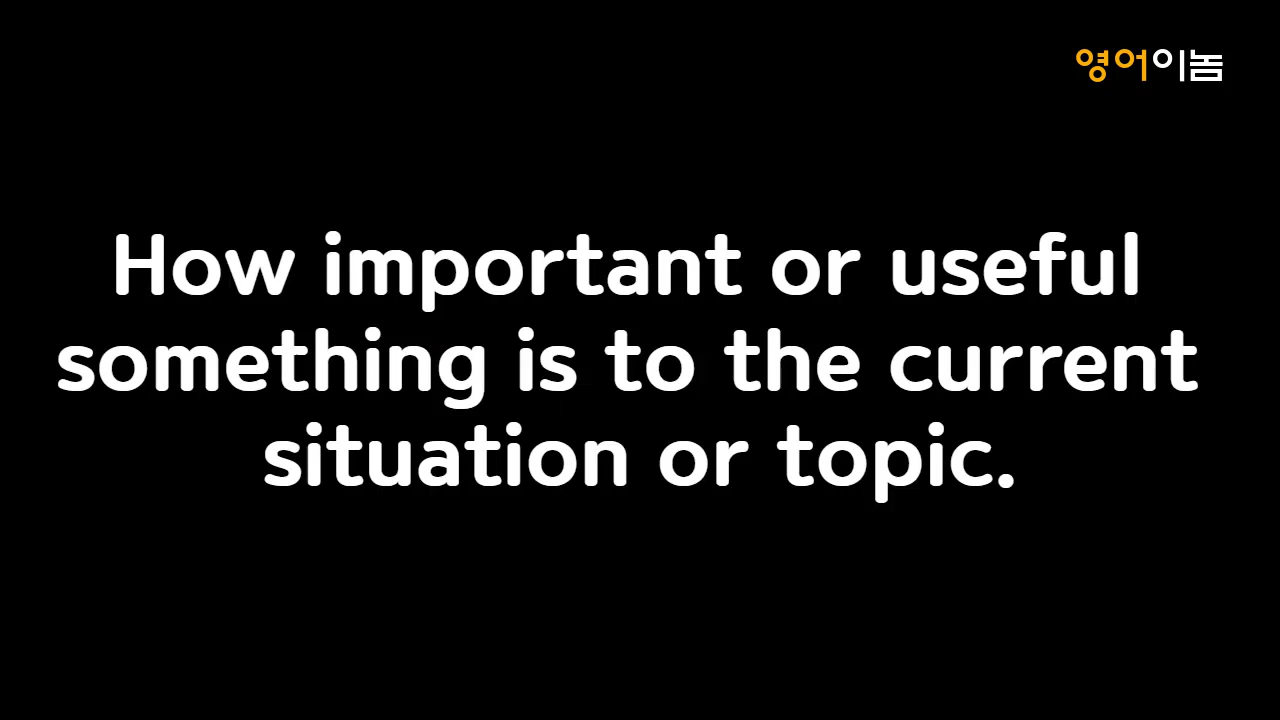 영어이놈
How important or useful
something is to the current
situation or topic.